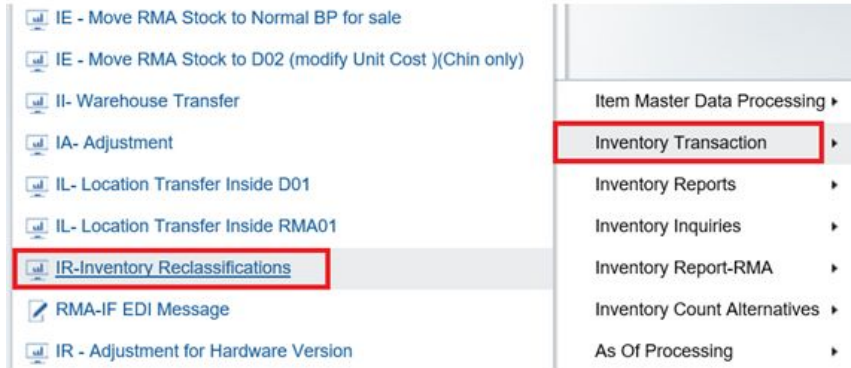 IE - Move RMA Stock to Normal BP for sale
IE - Move RMA Stock to D02 (modify Unit Cost )(Chin only)
II- Warehouse Transfer
IA- Adjustment
IL- Location Transfer Inside D01
IL- Location Transfer Inside RMA01
IR-Inventory Reclassifications
RMA-IF EDI Message
IR - Adjustment for Hardware Version
Item Master Data Processing
Inventory Transaction
Inventory Reports
Inventory Inquiries
Inventory Report-RMA
Inventory Count Alternatives
As Of Processing